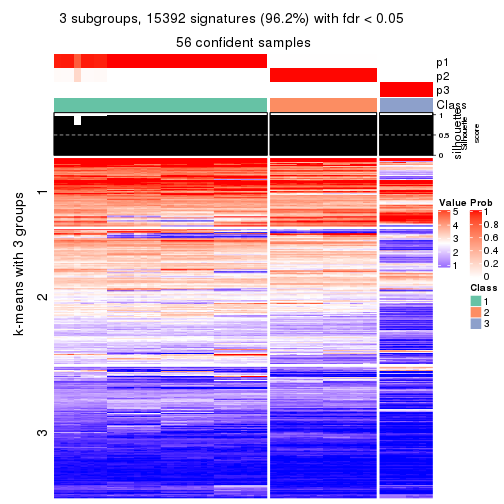 3 subgroups, 15392 signatures (96.2%) with fdr < 0.05
56 confident samples
p1
p2
p3
Class
1
0.5
0
silhouette
Silhouette
score
k-means with 3 groups
1
2
3
Value
5
4
3
2
1
Prob
1
0.8
0.6
0.4
0.2
0
Class
1
2
3